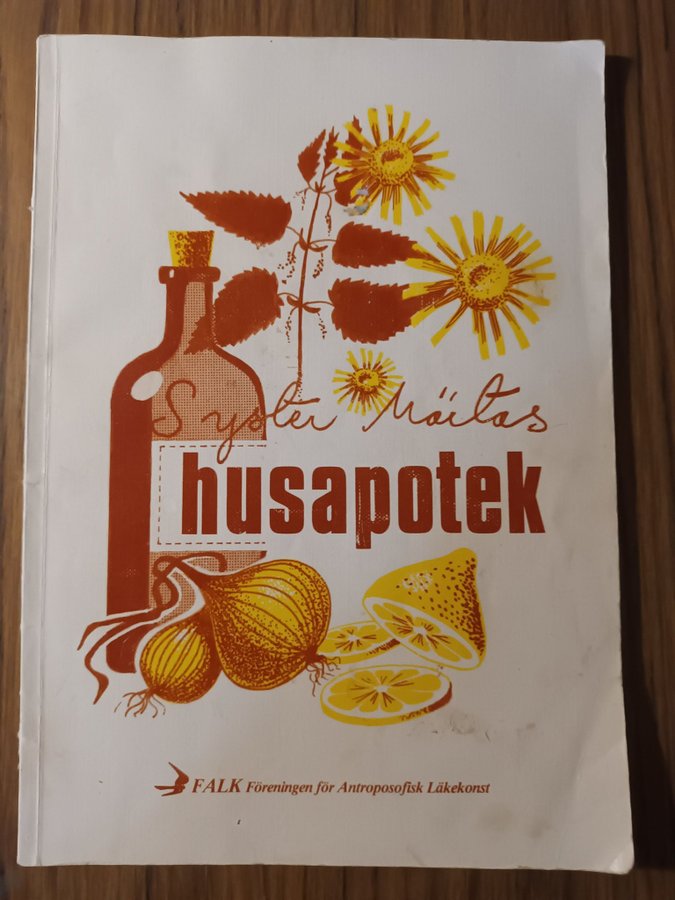 Syster Märtas
husapotek
FALK Föreningen för Antroposofisk Läkekonst